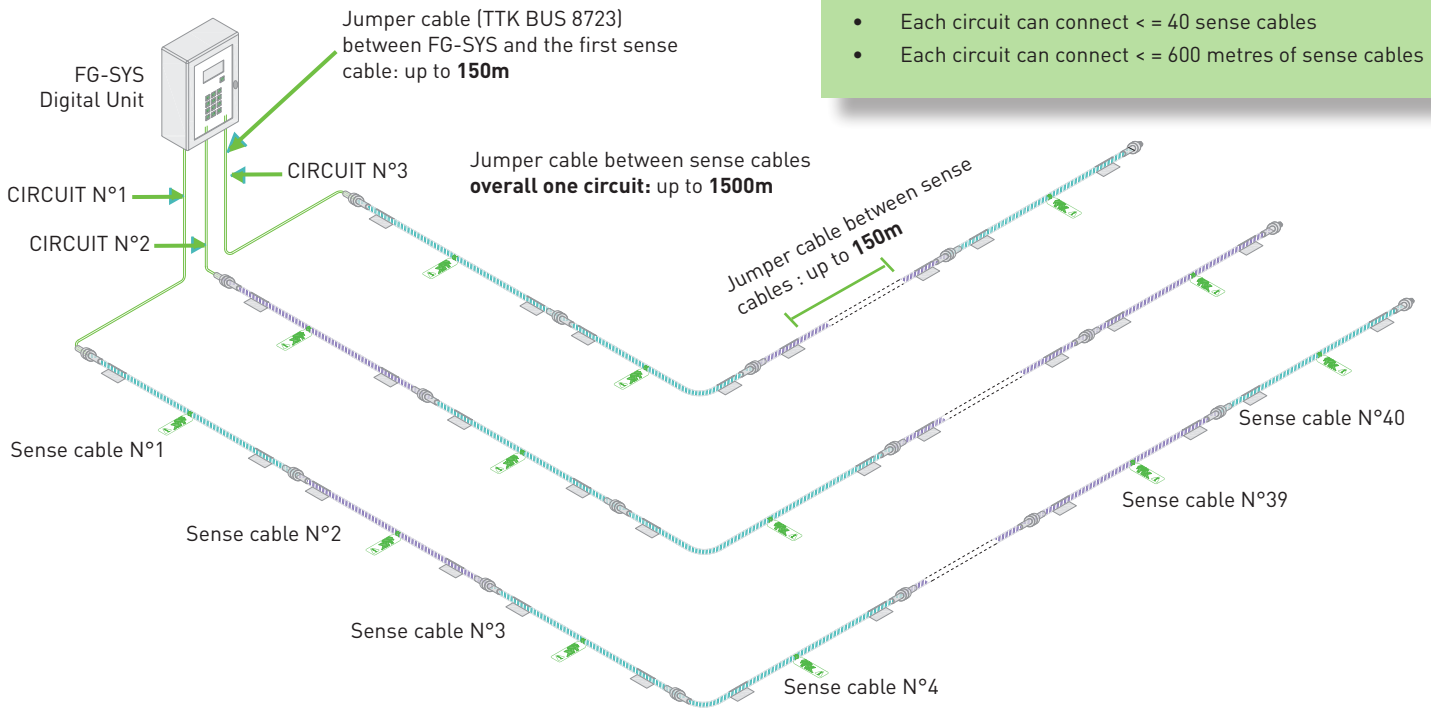 Jumper cable (TTK BUS 8723)
between FG-SYS and the first sense
cable: up to 150m
• Each circuit can connect < = 40 sense cables
• Each circuit can connect < = 600 metres of sense cables
FG-SYS
Digital Unit
Jumper cable between sense cables
overall one circuit: up to 1500m
CIRCUIT N°3
CIRCUIT N°1
CIRCUIT N°2
Jumper cable between sense
cables : up to 150m
Sense cable N°1
Sense cable N°40
Sense cable N°39
Sense cable N°2
Sense cable N°3
Sense cable N°4